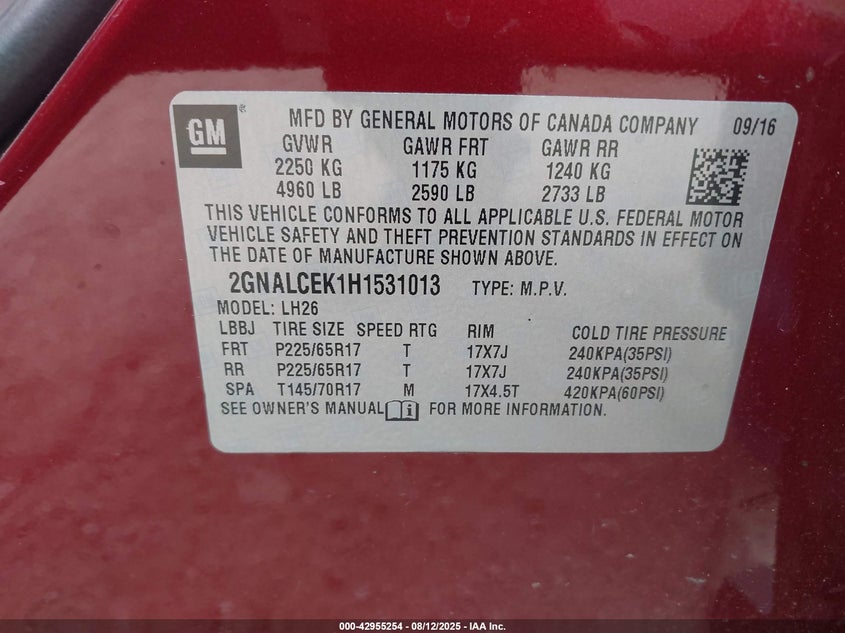 GM
MFD BY GENERAL MOTORS OF CANADA COMPANY 09/16
GVWR GAWR FRT GAWR RR
2250 KG 1175 KG 1240 KG
4960 LB 2590 LB 2733 LB
THIS VEHICLE CONFORMS TO ALL APPLICABLE U.S. FEDERAL MOTOR
VEHICLE SAFETY AND THEFT PREVENTION STANDARDS IN EFFECT ON
THE DATE OF MANUFACTURE SHOWN ABOVE.
2GNALCEK1H1531013 TYPE: M.P.V.
MODEL: LH26
LBBJ TIRE SIZE SPEED RTG RIM COLD TIRE PRESSURE
FRT P225/65R17 T 17X7J 240KPA(35PSI)
RR P225/65R17 T 17X7J 240KPA(35PSI)
SPA T145/70R17 M 17X4.5T 420KPA(60PSI)
SEE OWNER'S MANUAL FOR MORE INFORMATION.
000-42955254 - 08/12/2025 - IAA Inc.